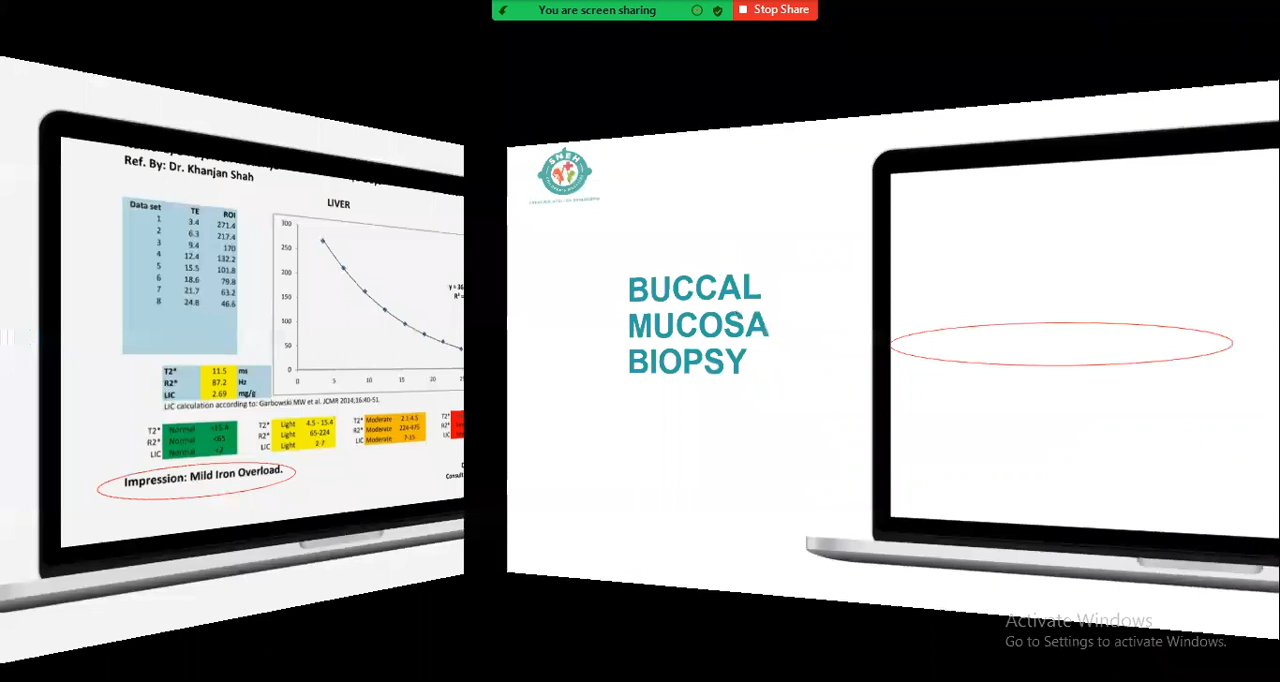 You are screen sharing
Stop Share
Ref. By: Dr. Khanjan Shah
LIVER
Data set TE ROI
1 3.4 271.4
2 6.3 217.4
3 9.4 170
4 12.4 132.2
5 15.5 101.8
6 18.6 79.8
7 21.7 63.2
8 24.8 46.6
300
250
200
150
100
50
0
0 5 10 15 20
T2* 11.5 ms
R2* 87.2 Hz
LIC 2.69 mg/g
LIC calculation according to: Garbowski MW et al. JCMR 2014;16:40-51.
T2* Normal
R2* Normal <65
LIC Normal <2
T2* Light 4.5 - 15.4
R2* Light 65-224
LIC Light 2-7
T2* Moderate
R2* Moderate 224-475
LIC Moderate
Impression: Mild Iron Overload.
SNEH
BUCCAL
MUCOSA
BIOPSY
Activate Windows
Go to Settings to activate Windows.